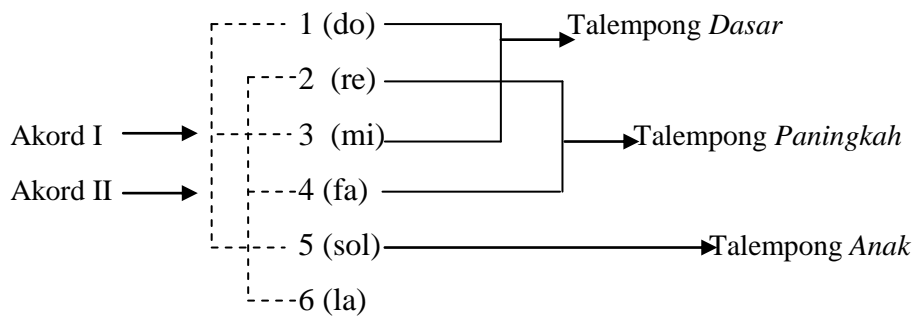 1 (do) Talempong Dasar
2 (re)
Akord I 3 (mi) Talempong Paningkah
Akord II 4 (fa)
5 (sol) Talempong Anak
6 (la)